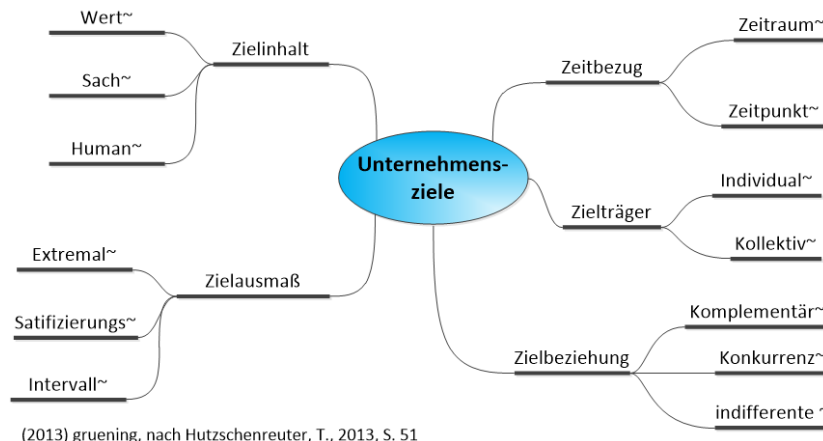 Unternehmens-
ziele
Zielinhalt
Wert~
Sach~
Human~
Zielausmaß
Extremal~
Satifizierungs~
Intervall~
Zeitbezug
Zeitraum~
Zeitpunkt~
Zielträger
Individual~
Kollektiv~
Zielbeziehung
Komplementär~
Konkurrenz~
indifferente ~
(2013) gruening, nach Hutzschenreuter, T., 2013, S. 51